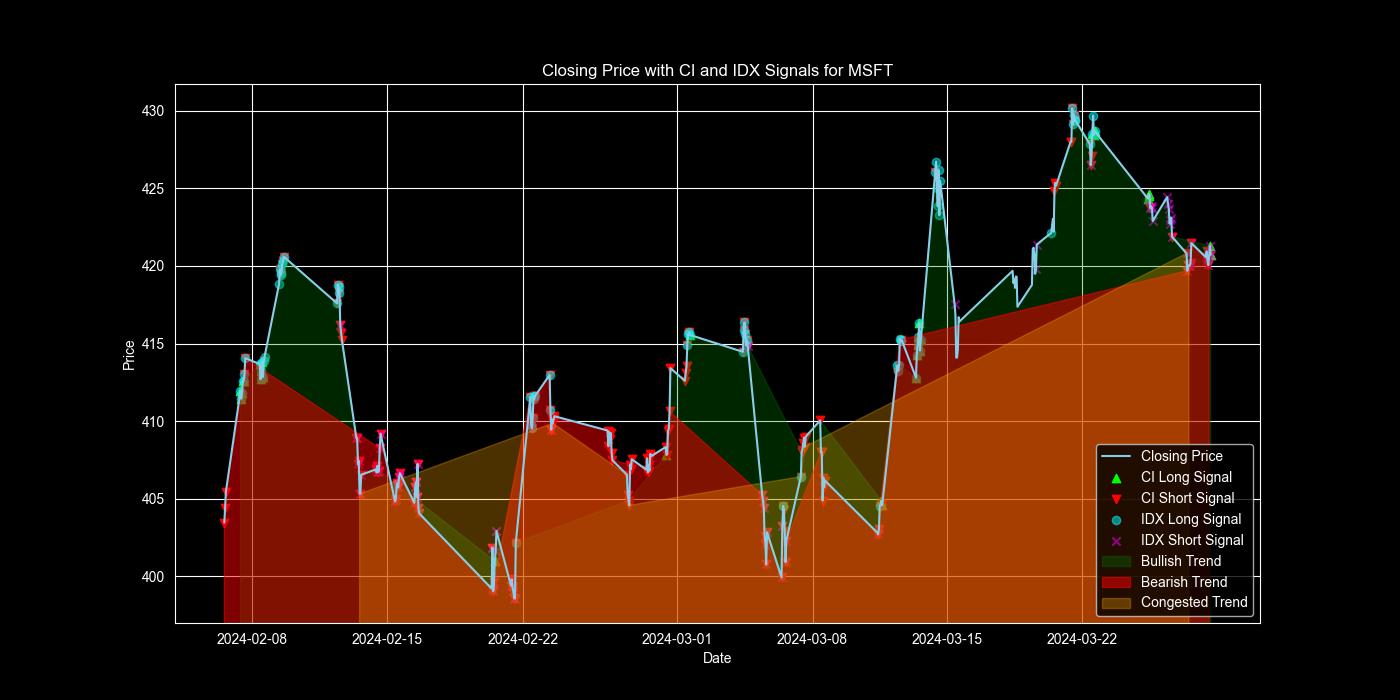 Closing Price with CI and IDX Signals for MSFT
430
425
420
415
410
405
400
Price
Closing Price
CI Long Signal
CI Short Signal
IDX Long Signal
IDX Short Signal
Bullish Trend
Bearish Trend
Congested Trend
2024-02-08
2024-02-15
2024-02-22
2024-03-01
2024-03-08
2024-03-15
2024-03-22
Date